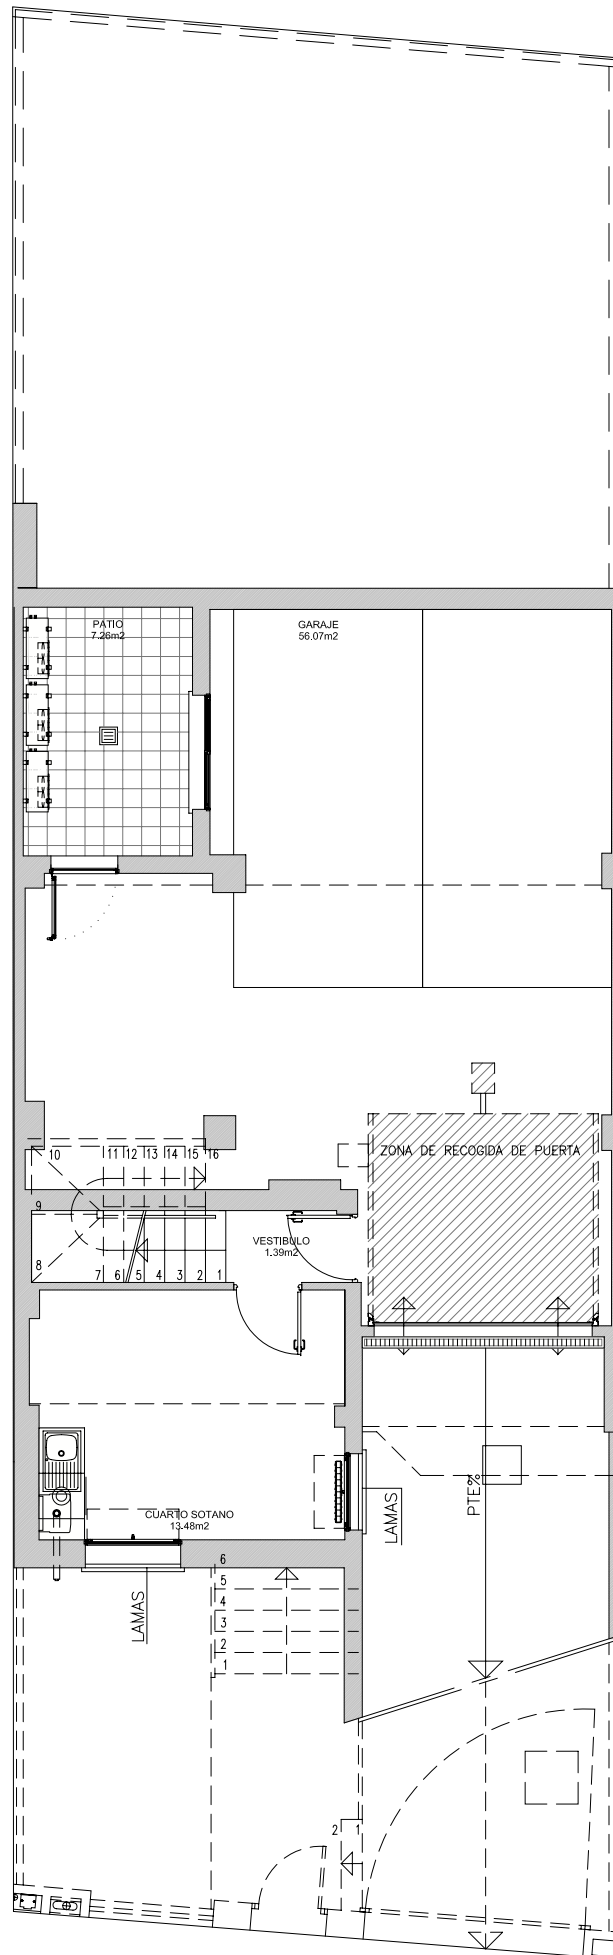 PATIO
7.26m2
GARAJE
56.07m2
ZONA DE RECOGIDA DE PUERTA
10 11 12 13 14 15 16
9
8 7 6 5 4 3 2 1
VESTIBULO
1.39m2
CUARTO SOTANO
13.48m2
LAMAS
PTE%
LAMAS
6
5
4
3
2
1
2 1